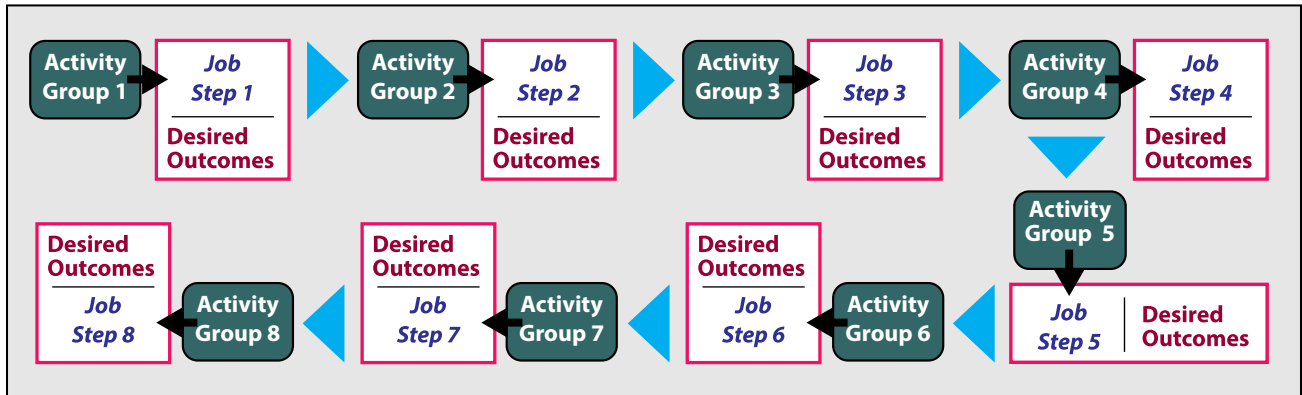 Activity
Group 1
Job
Step 1
Desired
Outcomes
Activity
Group 2
Job
Step 2
Desired
Outcomes
Activity
Group 3
Job
Step 3
Desired
Outcomes
Activity
Group 4
Job
Step 4
Desired
Outcomes
Activity
Group 5
Job
Step 5
Desired
Outcomes
Activity
Group 6
Desired
Outcomes
Job
Step 6
Activity
Group 7
Desired
Outcomes
Job
Step 7
Activity
Group 8
Desired
Outcomes
Job
Step 8